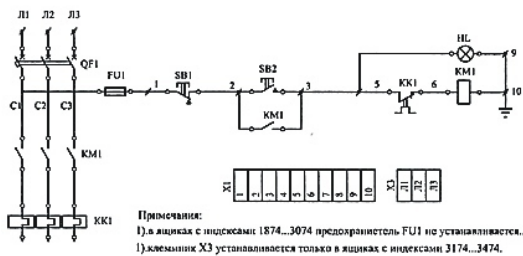 Л1 Л2 Л3
HL
9
QF1
FU1
1
SB1
2
SB2
3
5
KK1
6
KM1
10
C1 C2 C3
KM1
KM1
KK1
X1
1 2 3 4 5 6 7 8 9 10
X3
Л1 Л2 Л3
Примечания:
1).в ящиках с индексами 1874...3074 предохранитель FU1 не устанавливается..
1).клеммник X3 устанавливается только в ящиках с индексами 3174...3474.